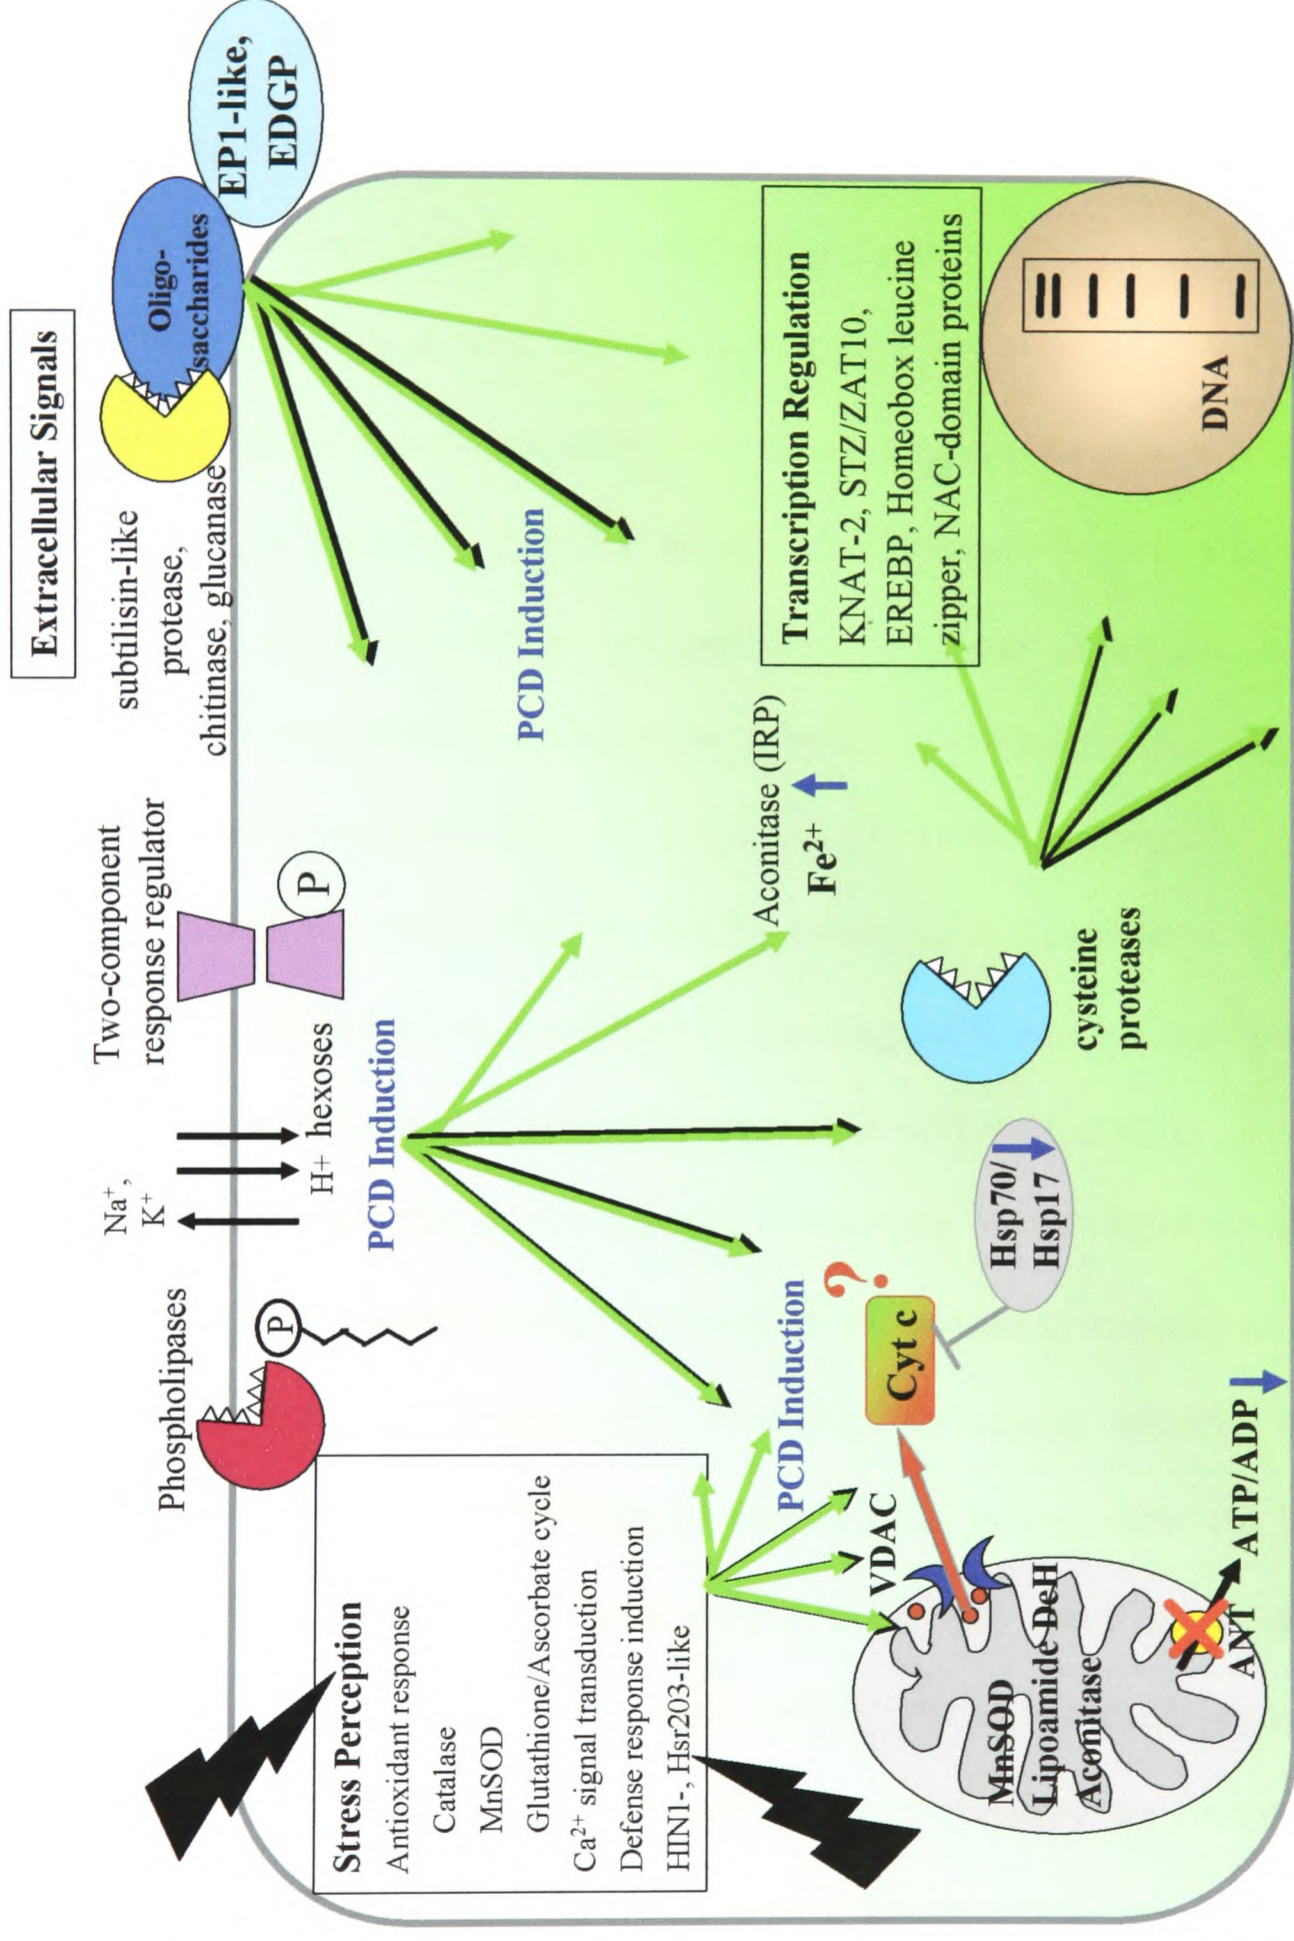 Extracellular Signals
Phospholipases
P
Na⁺,
K⁺
H+ hexoses
Two-component
response regulator
P
subtilisin-like
protease,
chitinase, glucanase
Oligo-
saccharides
EP1-like,
EDGP
Stress Perception
Antioxidant response
Catalase
MnSOD
Glutathione/Ascorbate cycle
Ca²⁺ signal transduction
Defense response induction
HIN1-, Hsr203-like
PCD Induction
PCD Induction
PCD Induction
VDAC
Cyt c
?
Hsp70/
Hsp17
MnSOD
Lipoamide DeH
Aconitase
ANT
ATP/ADP
Aconitase (IRP)
Fe²⁺
cysteine
proteases
Transcription Regulation
KNAT-2, STZ/ZAT10,
EREBP, Homeobox leucine
zipper, NAC-domain proteins
DNA